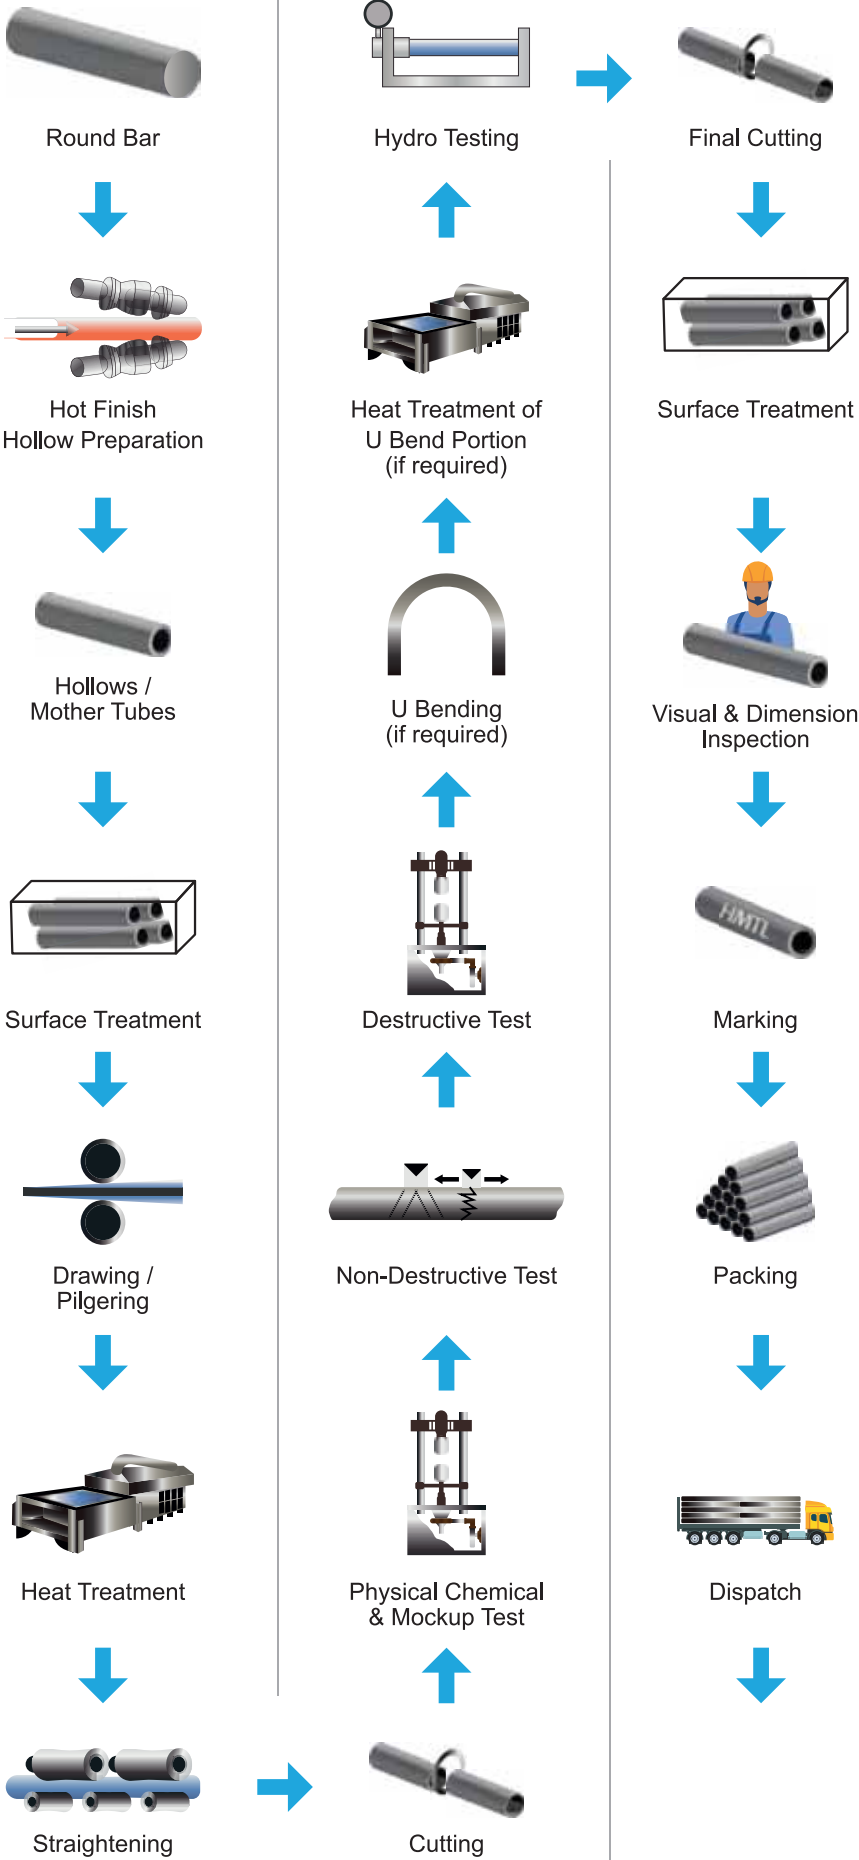 Round Bar
Hot Finish
Hollow Preparation
Hollows /
Mother Tubes
Surface Treatment
Drawing /
Pilgering
Heat Treatment
Straightening
Cutting
Physical Chemical
& Mockup Test
Non-Destructive Test
Destructive Test
U Bending
(if required)
Heat Treatment of
U Bend Portion
(if required)
Hydro Testing
Final Cutting
Surface Treatment
Visual & Dimension
Inspection
HMTL
Marking
Packing
Dispatch